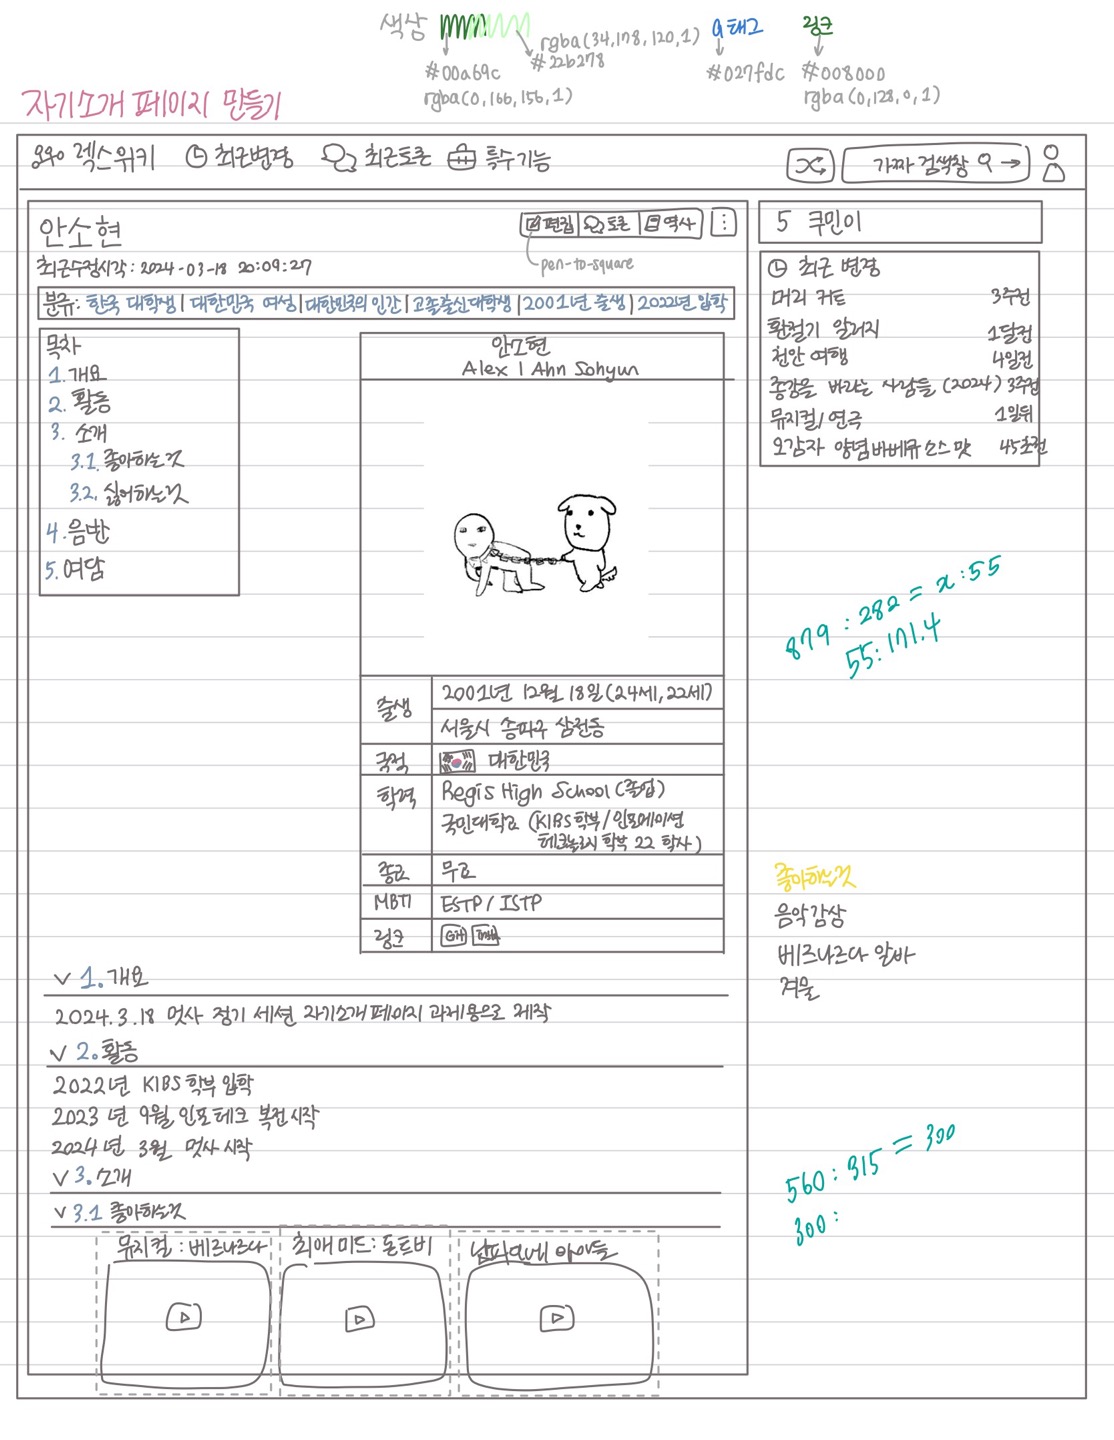 색상
rgba(34,178,120,1)
a태그
링크
#00a69c
#22b278
#027fdc
#008000
rgba(0,166,156,1)
rgba(0,128,0,1)
자기소개 페이지 만들기
렉스위키 최근변경 최근토론 특수기능
가짜 검색창
안소현
편집 토론 역사
5 쿠민이
최근수정시각: 2024-03-18 20:09:27
pen-to-square
분류: 한국 대학생 | 대한민국 여성 | 대한민국의 인간 | 고졸출신대학생 | 2001년 출생 | 2022년 입학
최근 변경
머리 커트 3주전
환절기 알러지 1달전
천안 여행 4일전
종강을 바라는 사람들 (2024) 3주전
뮤지컬/연극 1일뒤
오감자 양념바베큐소스맛 45초전
목차
1.개요
2. 활동
3. 소개
3.1. 좋아하는것
3.2. 싫어하는것
4.음반
5.여담
안소현
Alex | Ahn Sohyun
879 : 282 = x : 55
55:171.4
출생
2001년 12월 18일(24세,22세)
서울시 송파구 삼전동
국적 대한민국
학력 Regis High School (졸업)
국민대학교 (KIBS학부/인포메이션
테크놀로지 학부 22 학사)
종교 무교
MBTI ESTP / ISTP
링크 Git
좋아하는것
음악감상
베르나르다 알바
겨울
1.개요
2024.3.18 멋사 정기 세션 자기소개페이지 과제용으로 제작
2.활동
2022년 KIBS학부 입학
2023년 9월 인포테크 복전시작
2024년 3월 멋사시작
3.소개
3.1 좋아하는것
560 : 315 = 300
300 :
뮤지컬 : 베르나르다
최애 미드: 돈트비
남파모네 아이들